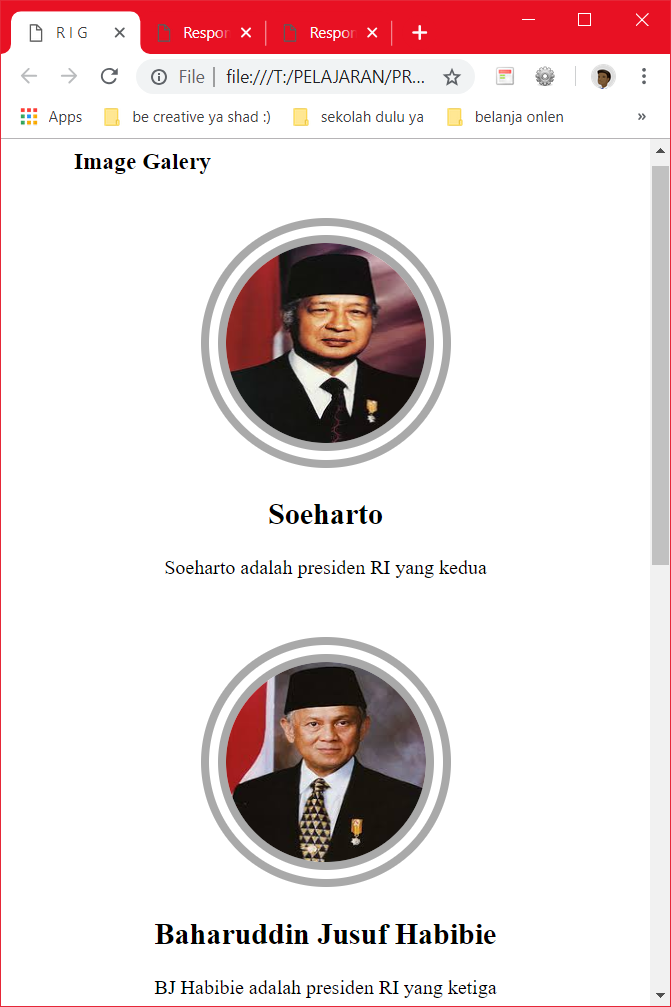 R I G
Respor
Respor
File
file:///T:/PELAJARAN/PR...
Apps
be creative ya shad :)
sekolah dulu ya
belanja onlen
»
Image Galery
Soeharto
Soeharto adalah presiden RI yang kedua
Baharuddin Jusuf Habibie
BJ Habibie adalah presiden RI yang ketiga